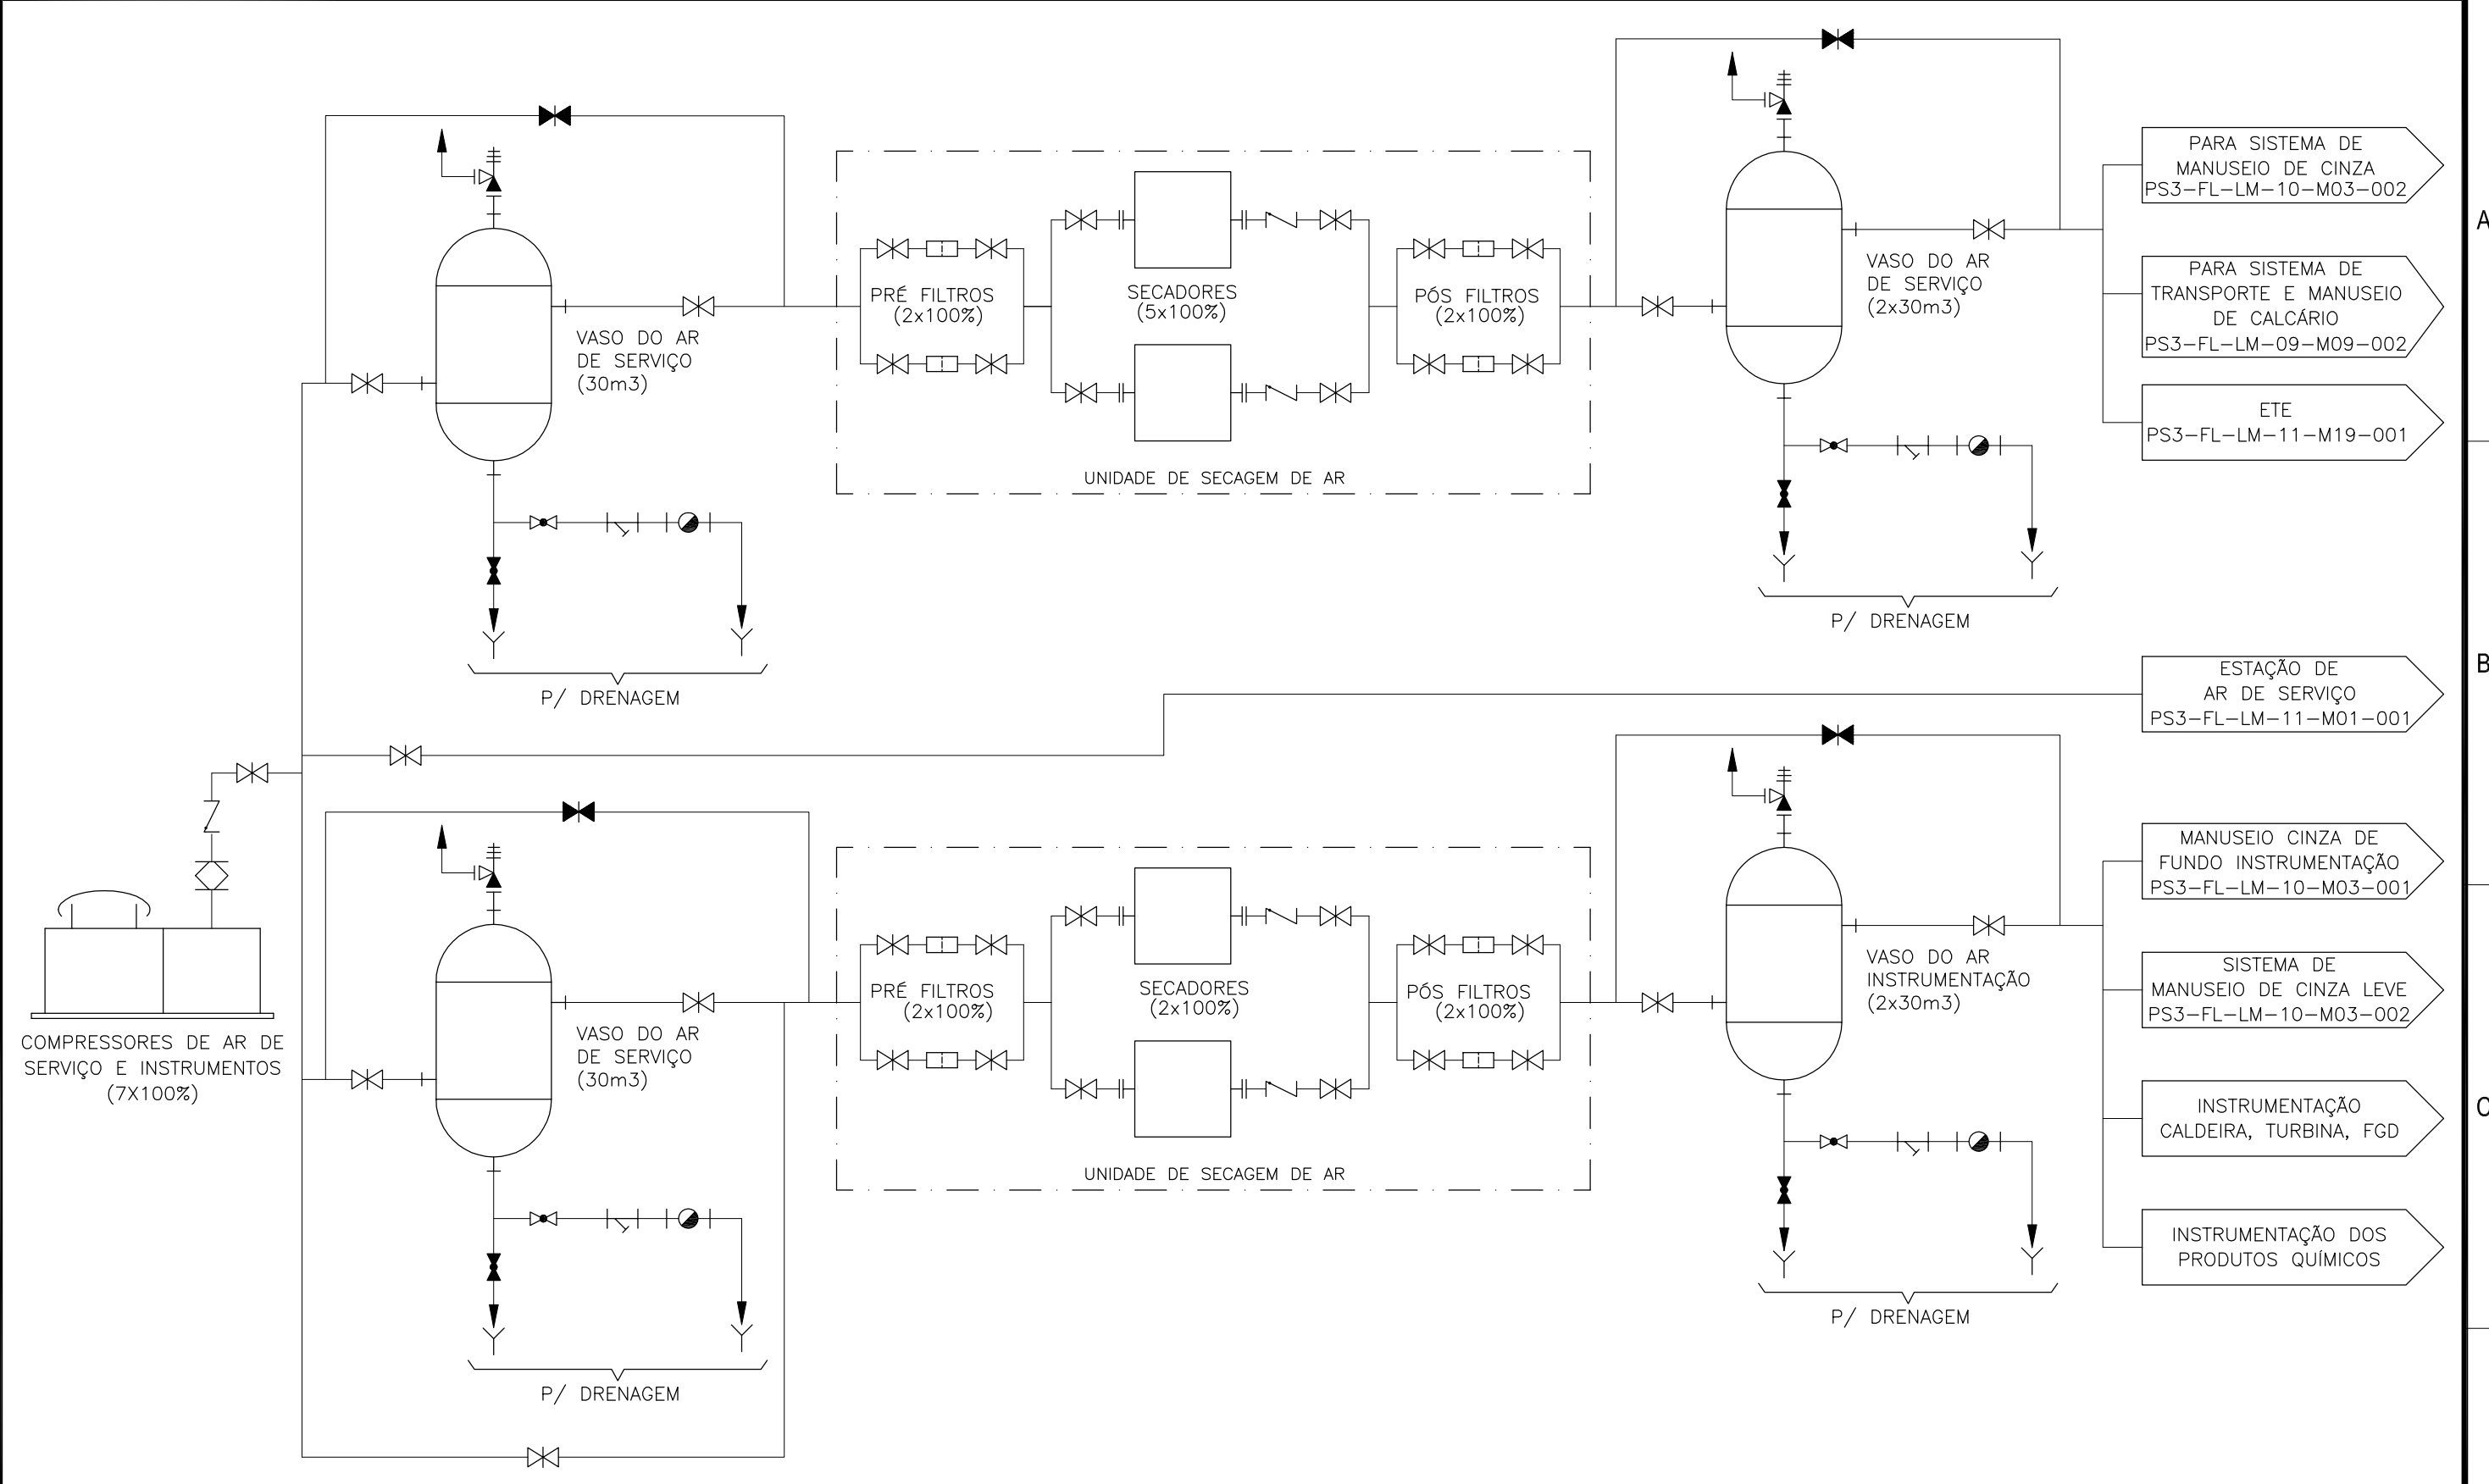 PARA SISTEMA DE
MANUSEIO DE CINZA
PS3-FL-LM-10-M03-002
A
PARA SISTEMA DE
TRANSPORTE E MANUSEIO
DE CALCÁRIO
PS3-FL-LM-09-M09-002
ETE
PS3-FL-LM-11-M19-001
VASO DO AR
DE SERVIÇO
(30m3)
PRÉ FILTROS
(2x100%)
SECADORES
(5x100%)
PÓS FILTROS
(2x100%)
VASO DO AR
DE SERVIÇO
(2x30m3)
UNIDADE DE SECAGEM DE AR
P/ DRENAGEM
P/ DRENAGEM
ESTAÇÃO DE
AR DE SERVIÇO
PS3-FL-LM-11-M01-001
B
MANUSEIO CINZA DE
FUNDO INSTRUMENTAÇÃO
PS3-FL-LM-10-M03-001
SISTEMA DE
MANUSEIO DE CINZA LEVE
PS3-FL-LM-10-M03-002
INSTRUMENTAÇÃO
CALDEIRA, TURBINA, FGD
C
INSTRUMENTAÇÃO DOS
PRODUTOS QUÍMICOS
COMPRESSORES DE AR DE
SERVIÇO E INSTRUMENTOS
(7X100%)
VASO DO AR
DE SERVIÇO
(30m3)
PRÉ FILTROS
(2x100%)
SECADORES
(2x100%)
PÓS FILTROS
(2x100%)
VASO DO AR
INSTRUMENTAÇÃO
(2x30m3)
UNIDADE DE SECAGEM DE AR
P/ DRENAGEM
P/ DRENAGEM